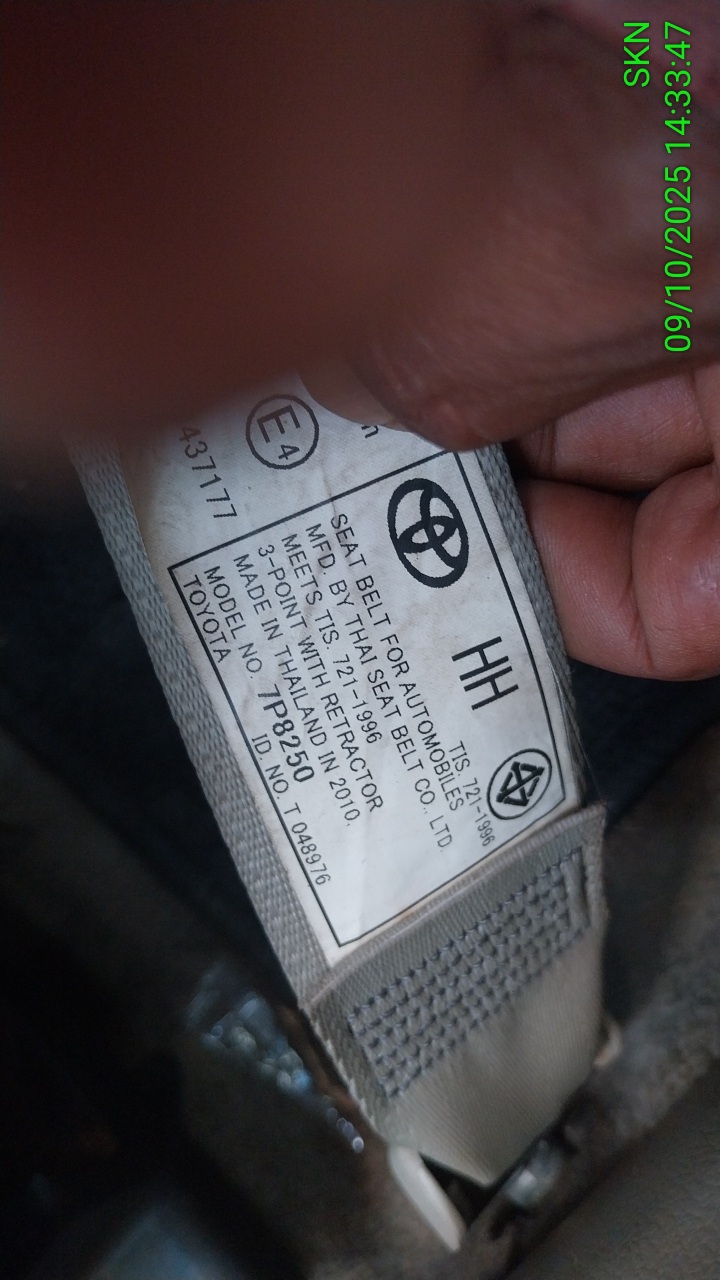 SKN
09/10/2025 14:33:47
E4
437177
HH
TIS. 721-1996
SEAT BELT FOR AUTOMOBILES
MFD. BY THAI SEAT BELT CO., LTD.
MEETS TIS. 721-1996
3-POINT WITH RETRACTOR
MADE IN THAILAND IN 2010.
MODEL NO. 7P8250
TOYOTA ID. NO. T 048976